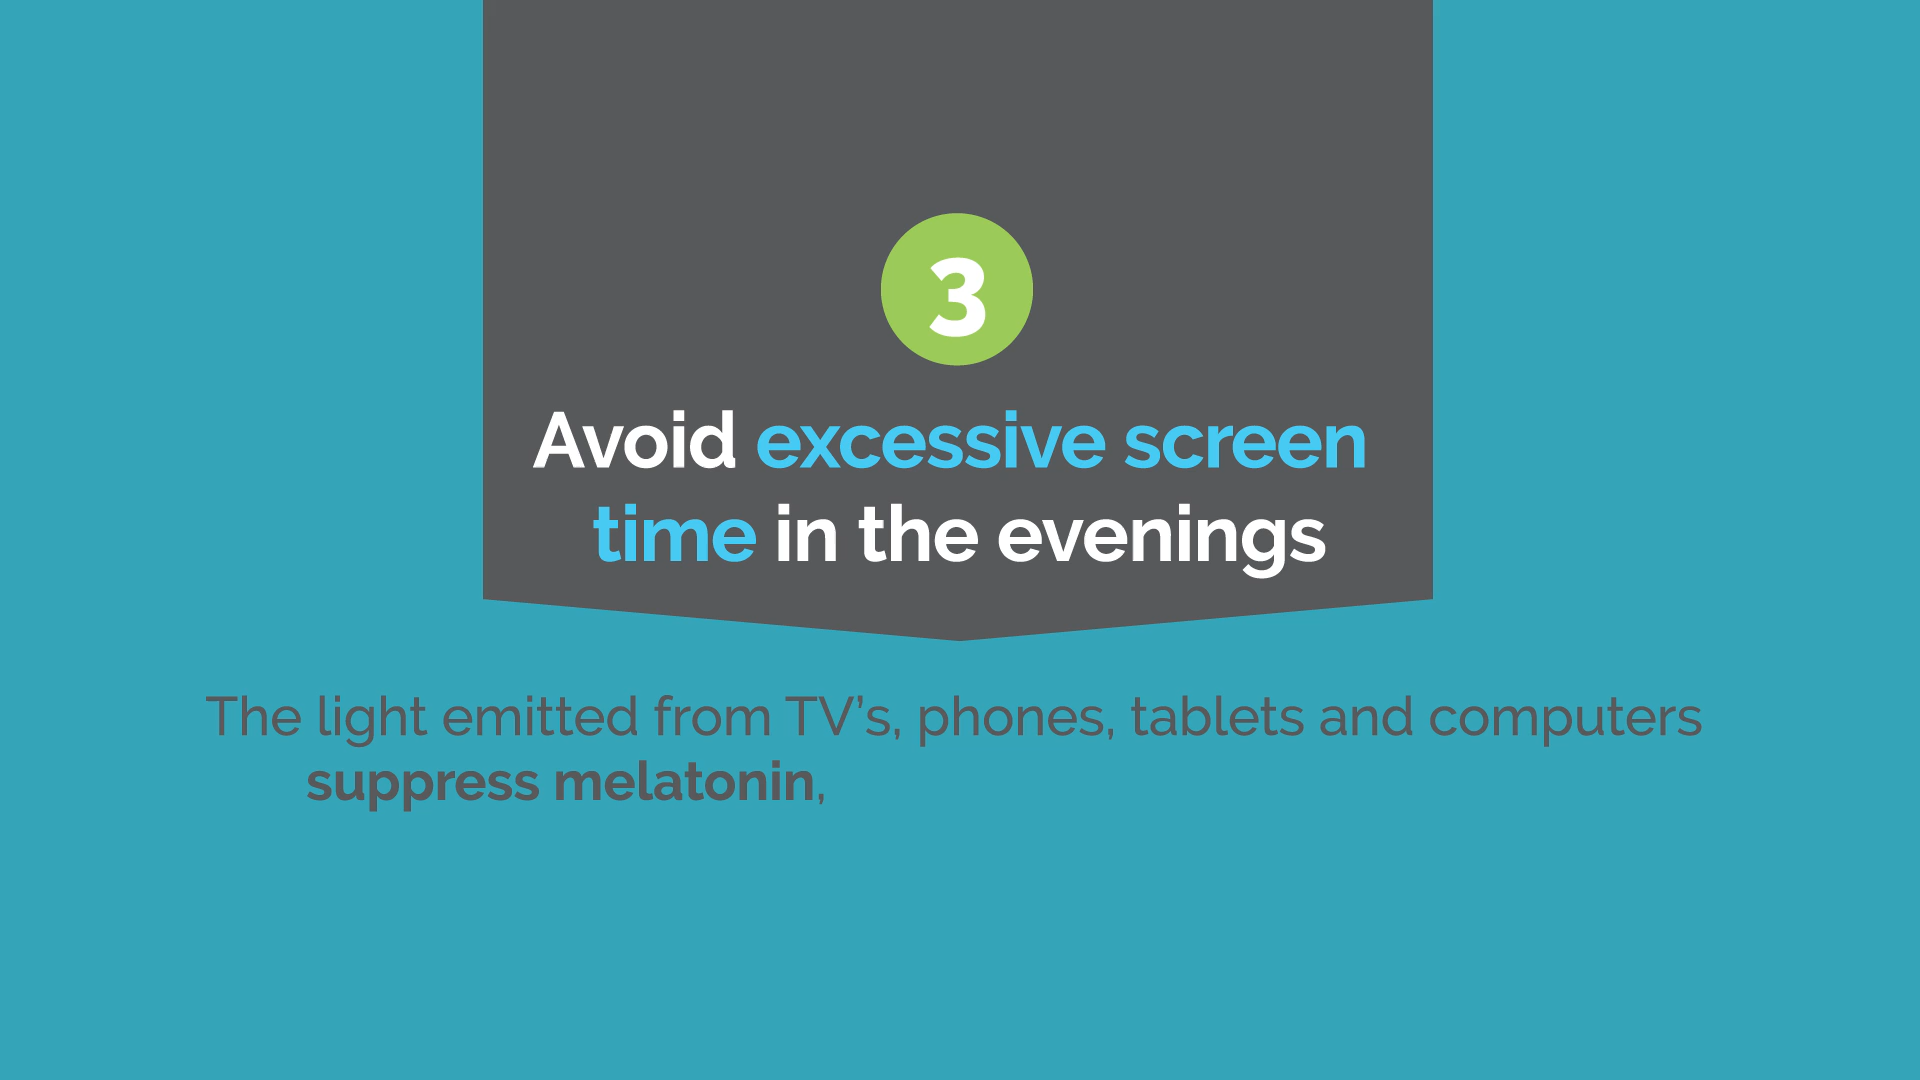 3
Avoid excessive screen
time in the evenings
The light emitted from TV’s, phones, tablets and computers
suppress melatonin,